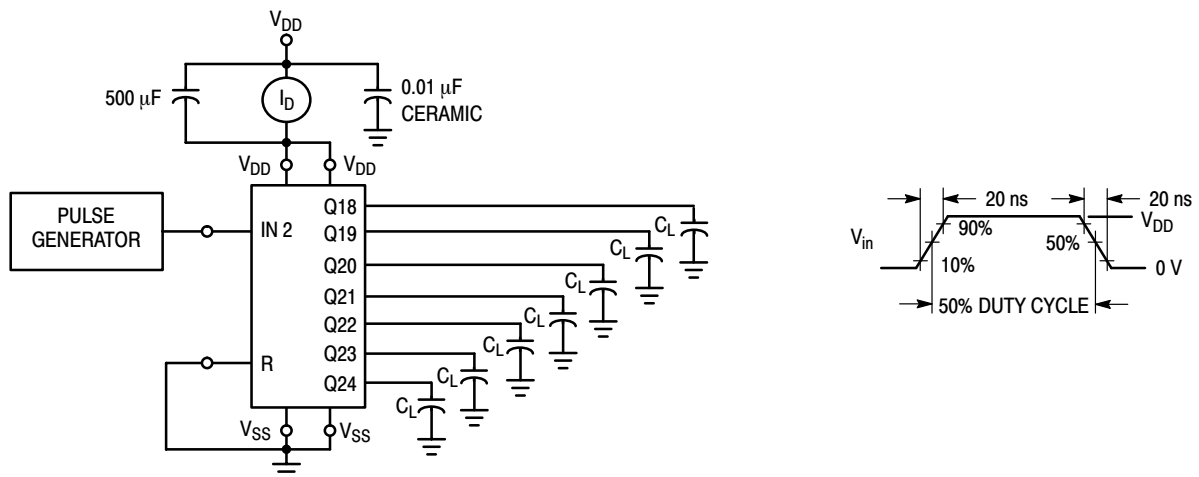 VDD
500 μF
ID
0.01 μF
CERAMIC
VDD
VDD
PULSE
GENERATOR
IN 2
R
Q18
Q19
Q20
Q21
Q22
Q23
Q24
CL
CL
CL
CL
CL
CL
CL
VSS
VSS
20 ns
20 ns
Vin
90%
10%
50%
VDD
0 V
50% DUTY CYCLE